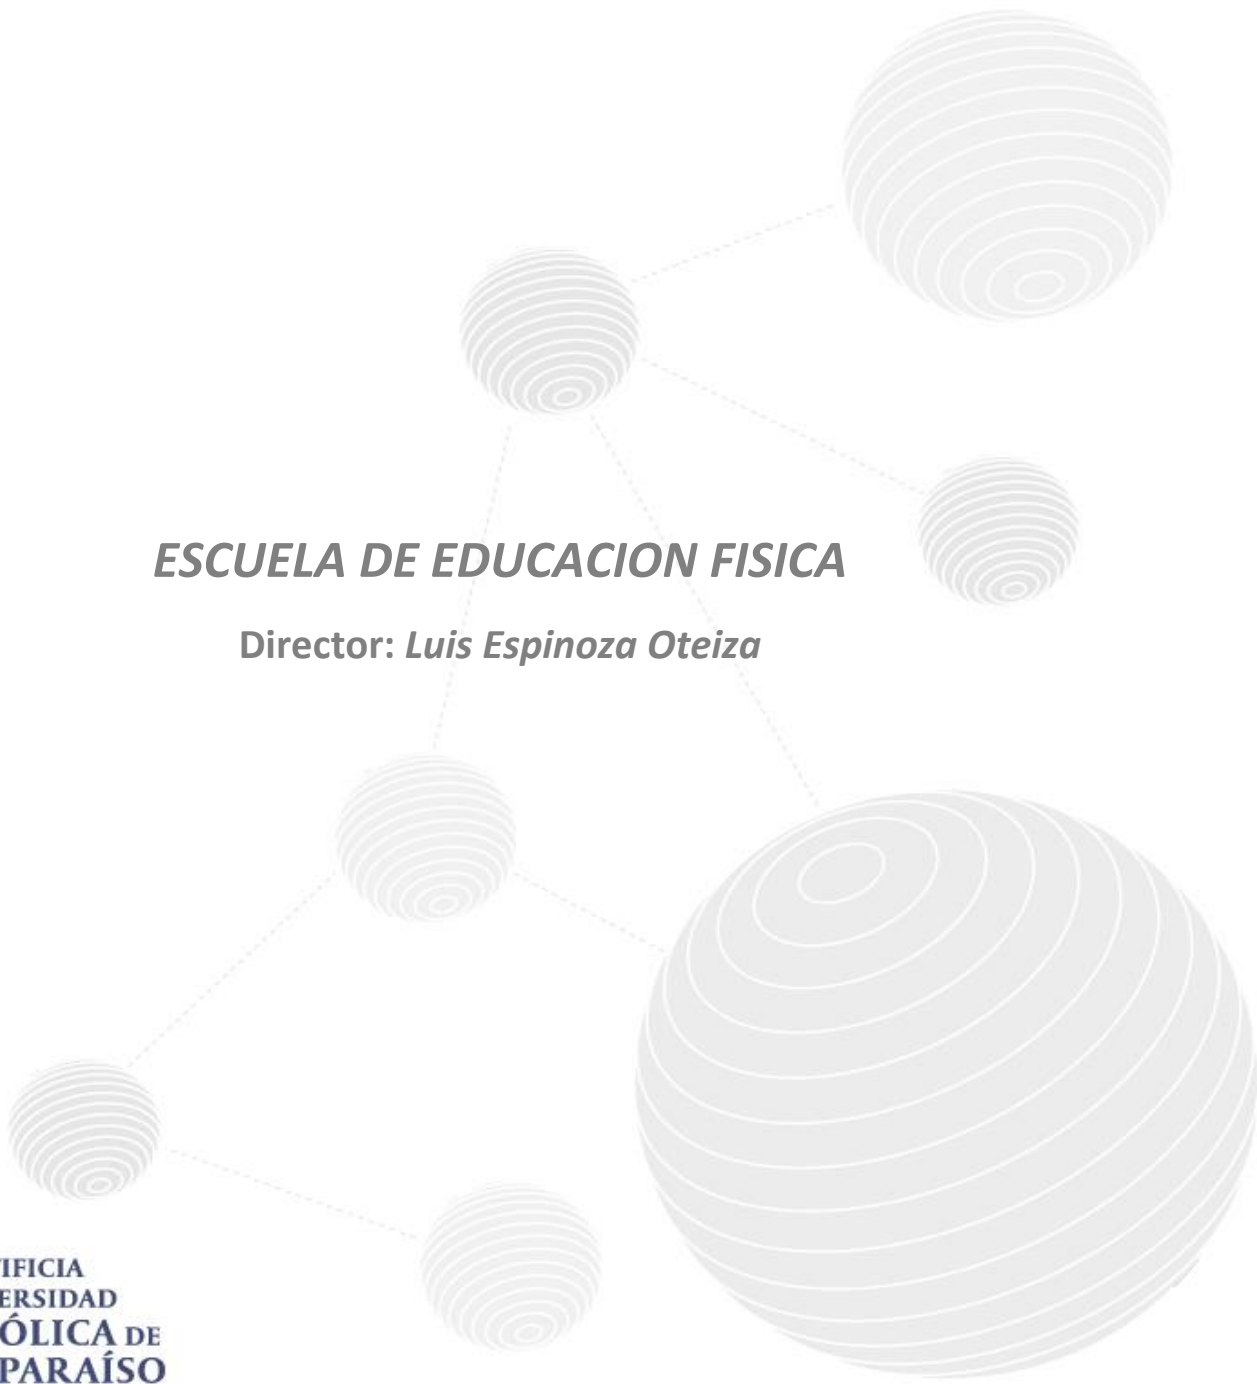 ESCUELA DE EDUCACION FISICA
Director: Luis Espinoza Oteiza
IFICIA
ERSIDAD
ÓLICA DE
PARAÍSO